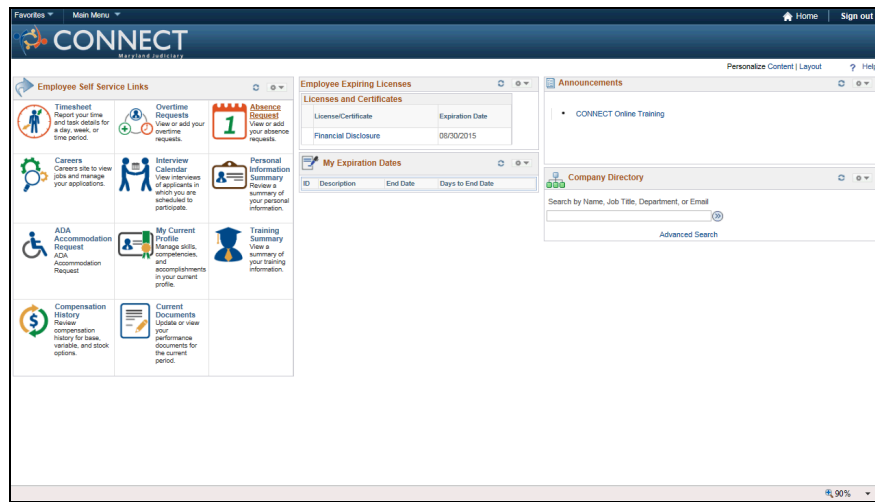 Favorites Main Menu Home Sign out
CONNECT
Maryland Judiciary
Personalize Content | Layout ? Help
Employee Self Service Links
Timesheet
Report your time
and task details for
a day, week, or
time period.
Overtime
Requests
View or add your
overtime
requests.
1
Absence
Request
View or add
your absence
requests.
Careers
Careers site to view
jobs and manage
your applications.
Interview
Calendar
View interviews
of applicants in
which you are
scheduled to
participate.
Personal
Information
Summary
Review a
summary of
your personal
information.
ADA
Accommodation
Request
ADA
Accommodation
Request
My Current
Profile
Manage skills,
competencies,
and
accomplishments
in your current
profile.
Training
Summary
View a
summary of
your training
information.
$
Compensation
History
Review
compensation
history for base,
variable, and stock
options.
Current
Documents
Update or view
your
performance
documents for
the current
period.
Employee Expiring Licenses
Licenses and Certificates
License/Certificate Expiration Date
Financial Disclosure 06/30/2015
My Expiration Dates
ID Description End Date Days to End Date
Announcements
• CONNECT Online Training
Company Directory
Search by Name, Job Title, Department, or Email
Advanced Search
90%